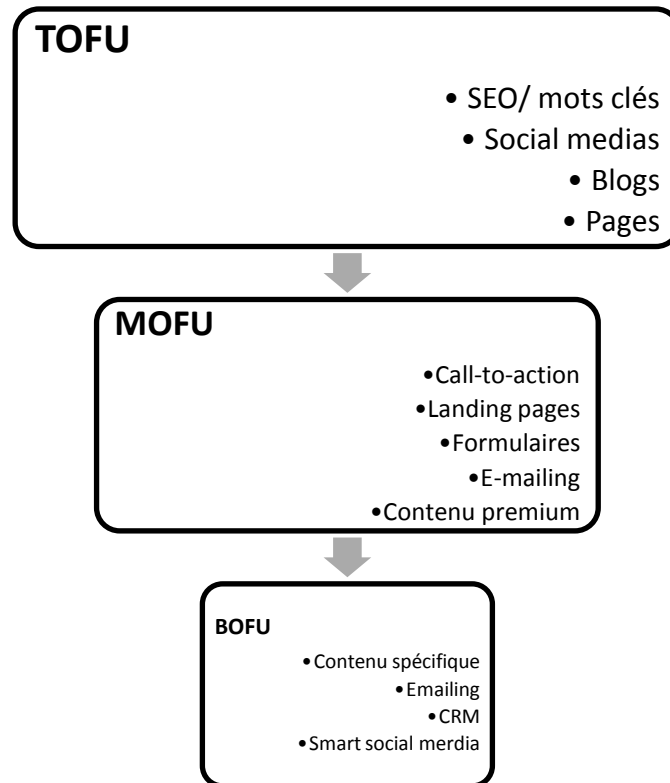 TOFU
• SEO/ mots clés
• Social medias
• Blogs
• Pages
MOFU
•Call-to-action
•Landing pages
•Formulaires
•E-mailing
•Contenu premium
BOFU
•Contenu spécifique
•Emailing
•CRM
•Smart social merdia